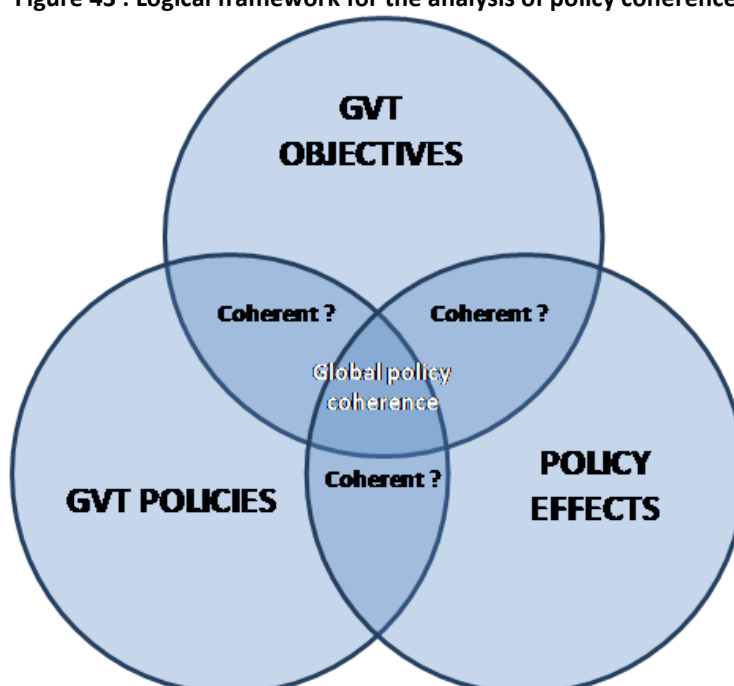 Figure 43 : Logical framework for the analysis of policy coherence
GVT
OBJECTIVES
Coherent ?
Coherent ?
Global policy
coherence
GVT POLICIES
Coherent ?
POLICY
EFFECTS